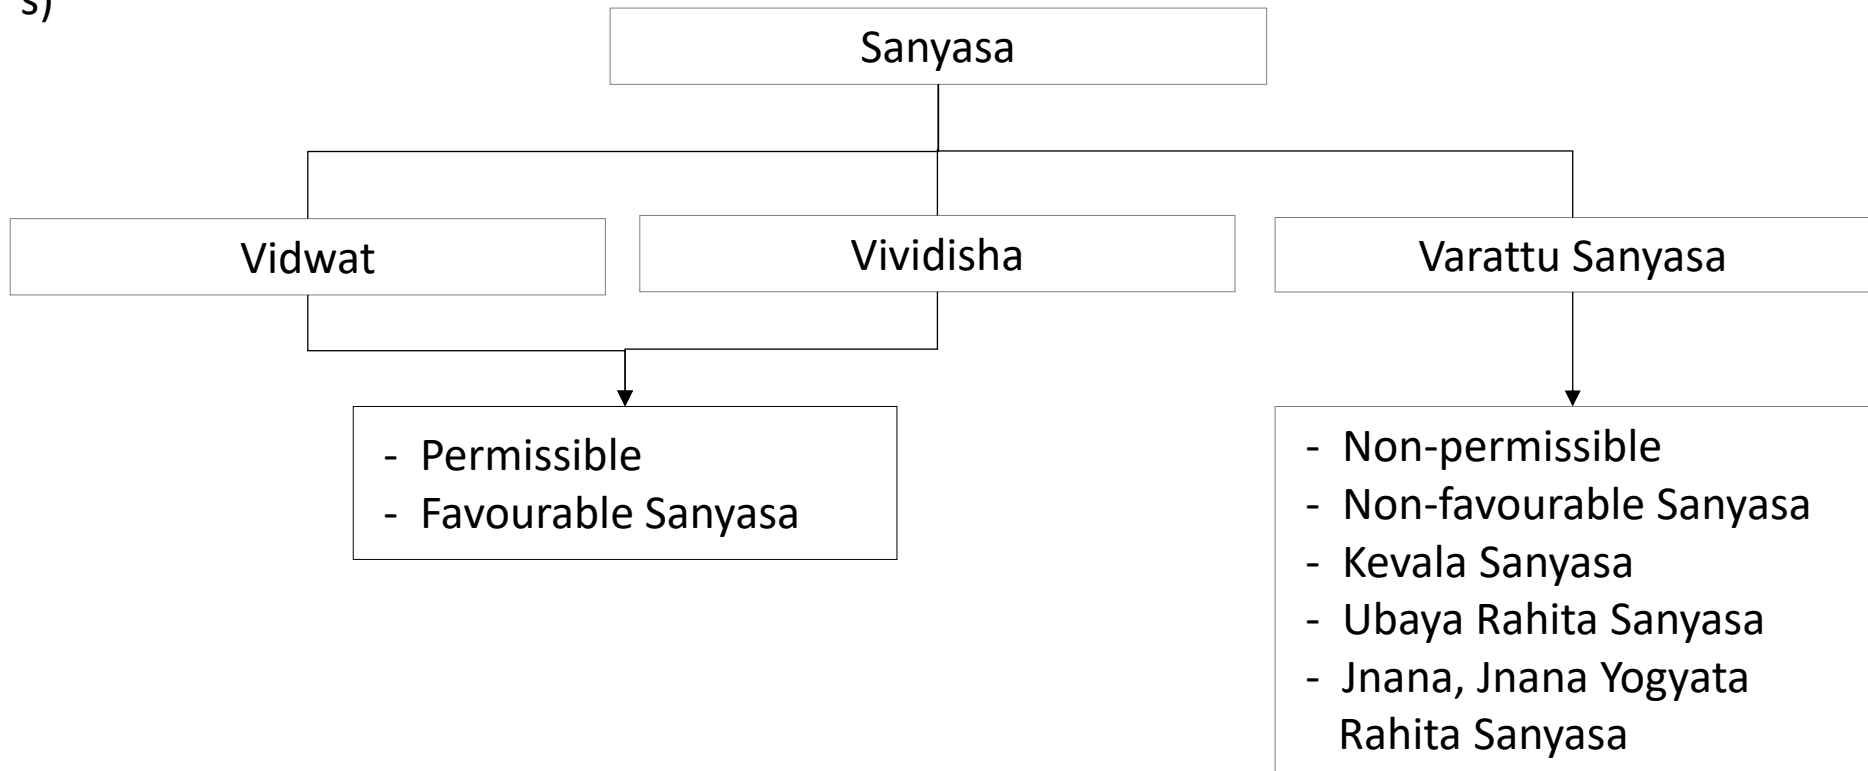 s)
Sanyasa
Vidwat
Vividisha
Varattu Sanyasa
- Permissible
- Favourable Sanyasa
- Non-permissible
- Non-favourable Sanyasa
- Kevala Sanyasa
- Ubaya Rahita Sanyasa
- Jnana, Jnana Yogyata
Rahita Sanyasa